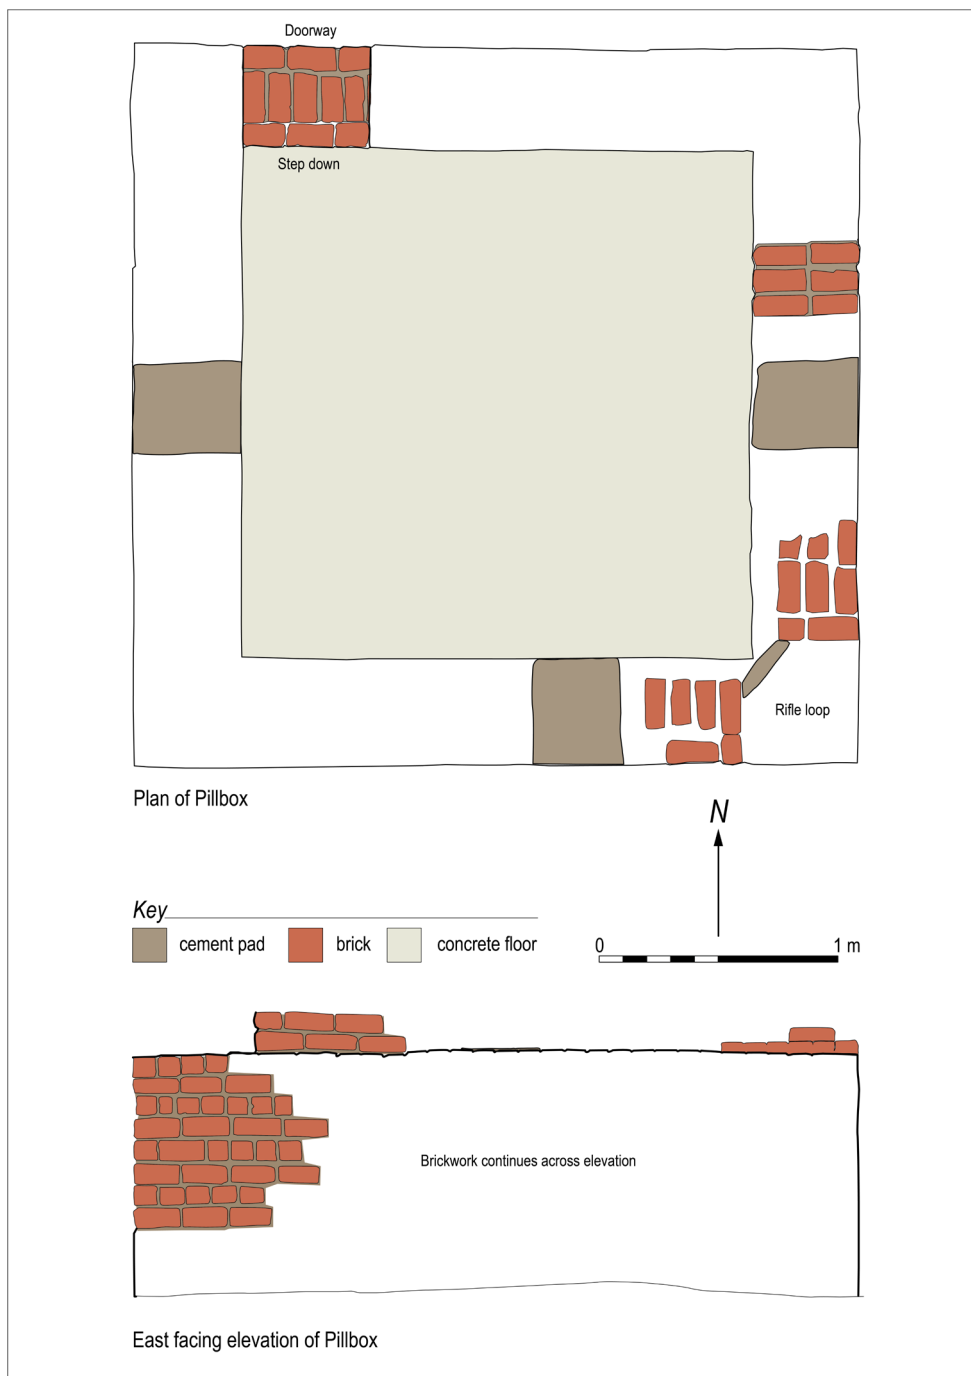 Doorway
Step down
Rifle loop
Plan of Pillbox
N
Key
cement pad
brick
concrete floor
0
1 m
Brickwork continues across elevation
East facing elevation of Pillbox